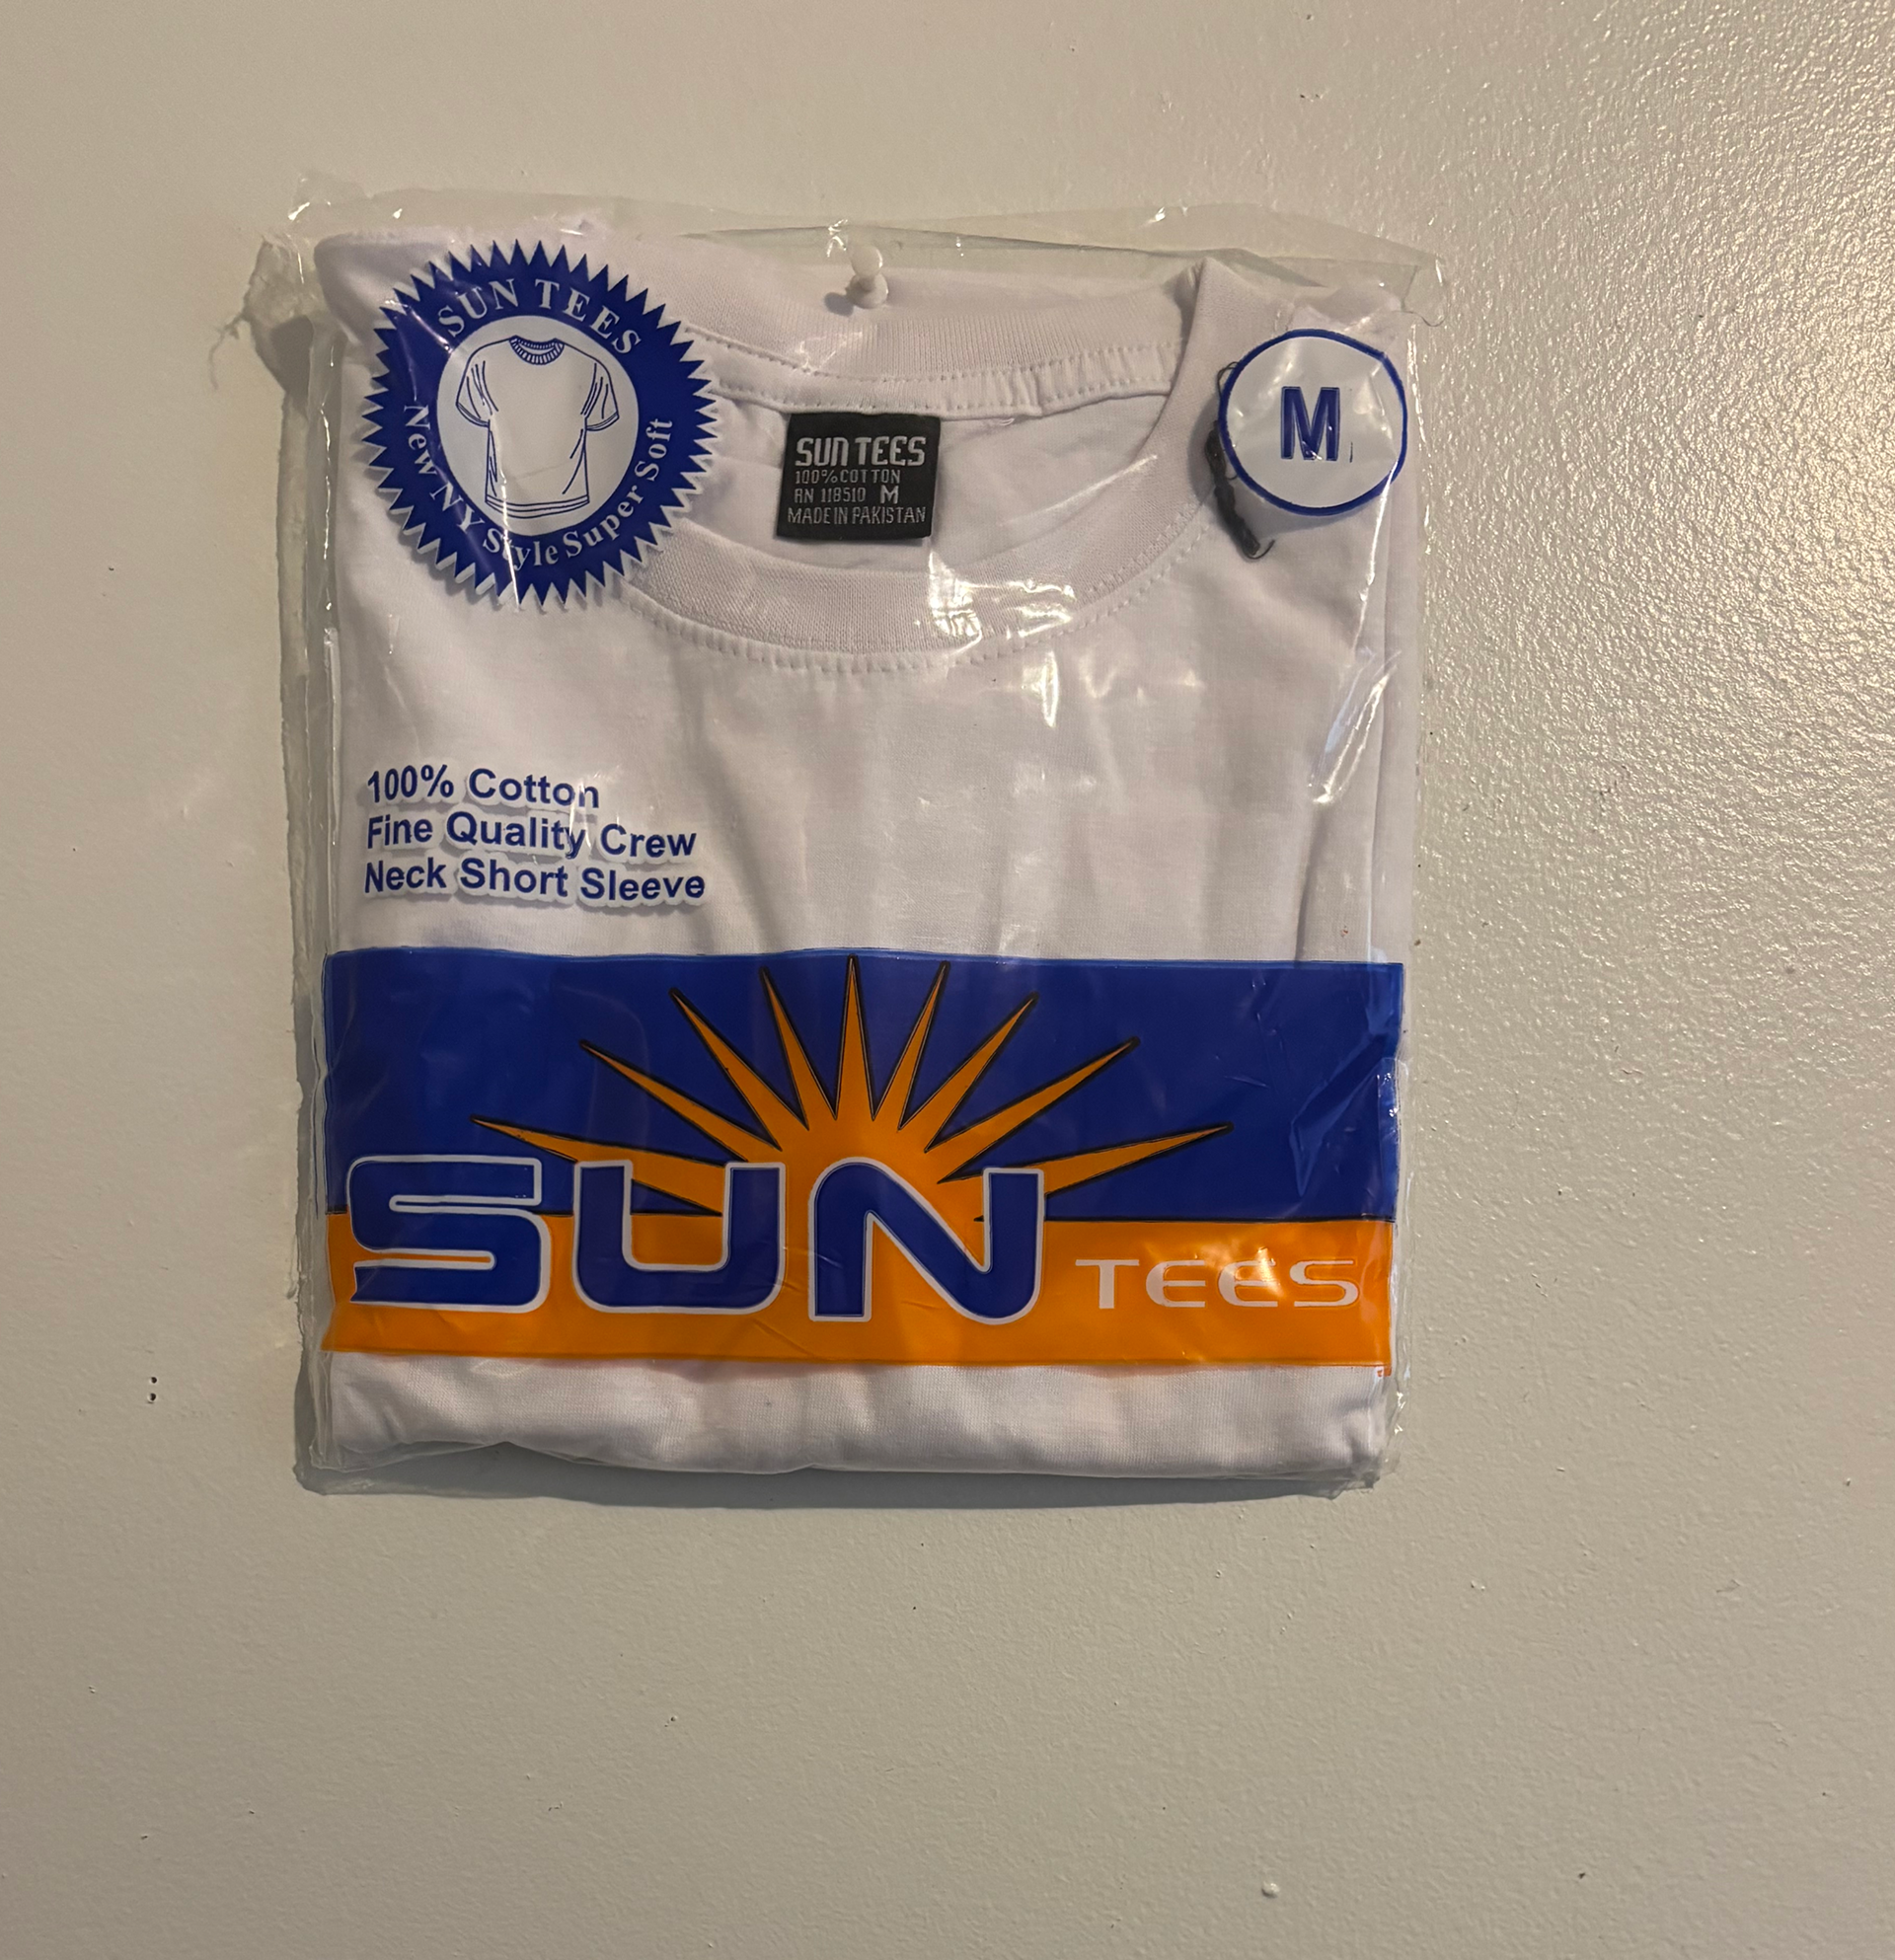 SUN TEES
New NY Style Super Soft
SUN TEES
100% COTTON
RN 118510 M
MADE IN PAKISTAN
M
100% Cotton
Fine Quality Crew
Neck Short Sleeve
SUN TEES